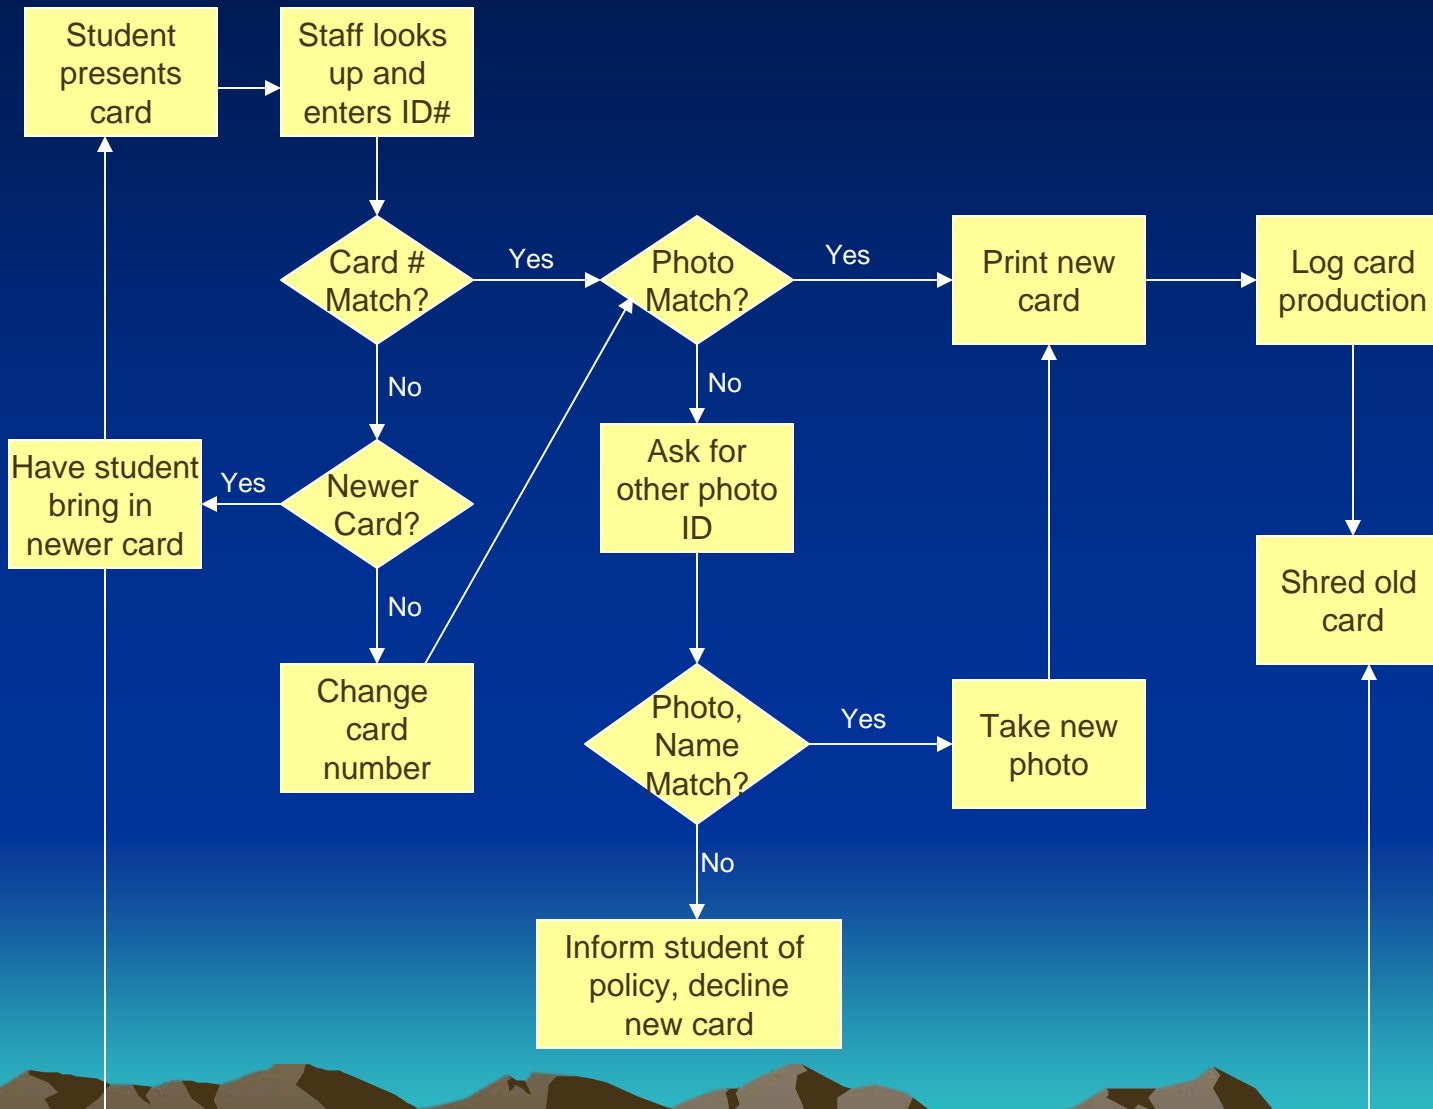 Student
presents
card
Staff looks
up and
enters ID#
Card #
Match?
Yes
Photo
Match?
Yes
Print new
card
Log card
production
No
No
Have student
bring in
newer card
Yes
Newer
Card?
Ask for
other photo
ID
No
Shred old
card
Change
card
number
Photo,
Name
Match?
Yes
Take new
photo
No
Inform student of
policy, decline
new card